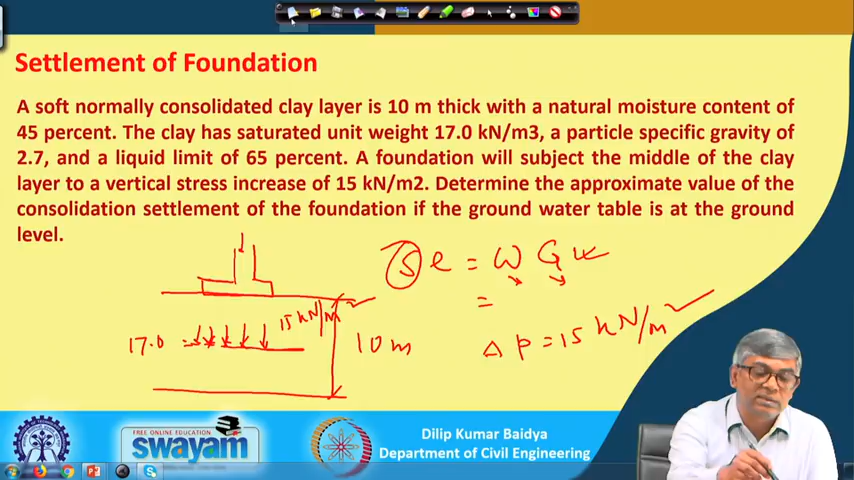 Settlement of Foundation
A soft normally consolidated clay layer is 10 m thick with a natural moisture content of
45 percent. The clay has saturated unit weight 17.0 kN/m3, a particle specific gravity of
2.7, and a liquid limit of 65 percent. A foundation will subject the middle of the clay
layer to a vertical stress increase of 15 kN/m2. Determine the approximate value of the
consolidation settlement of the foundation if the ground water table is at the ground
level.
S e = w G
=
15 kN/m
17.0
10 m
Δ p = 15 kN/m
FREE ONLINE EDUCATION
swayam
Dilip Kumar Baidya
Department of Civil Engineering